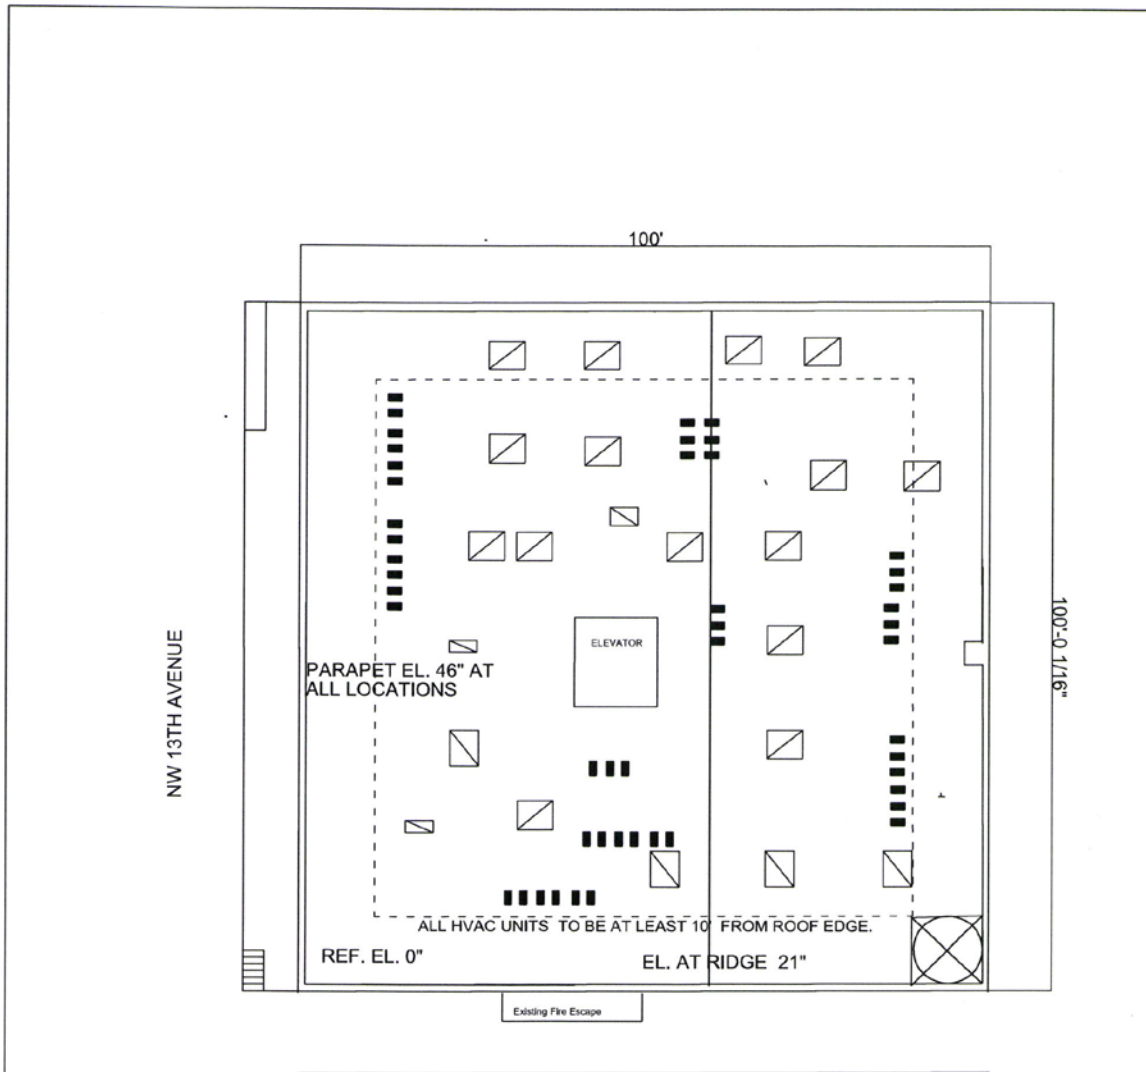 100'
ELEVATOR
100'-0 1/16"
NW 13TH AVENUE
PARAPET EL. 46" AT
ALL LOCATIONS
ALL HVAC UNITS TO BE AT LEAST 10' FROM ROOF EDGE.
REF. EL. 0"
EL. AT RIDGE 21"
Existing Fire Escape